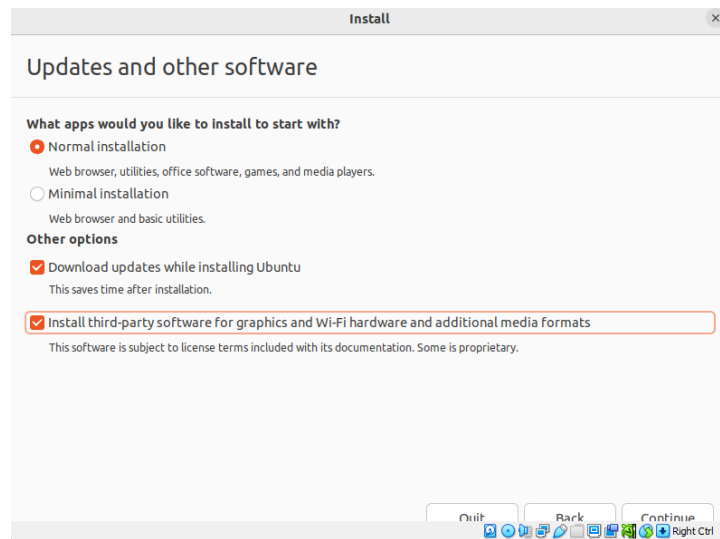 Install
Updates and other software
What apps would you like to install to start with?
Normal installation
Web browser, utilities, office software, games, and media players.
Minimal installation
Web browser and basic utilities.
Other options
Download updates while installing Ubuntu
This saves time after installation.
Install third-party software for graphics and Wi-Fi hardware and additional media formats
This software is subject to license terms included with its documentation. Some is proprietary.
Quit Back Continue
Right Ctrl